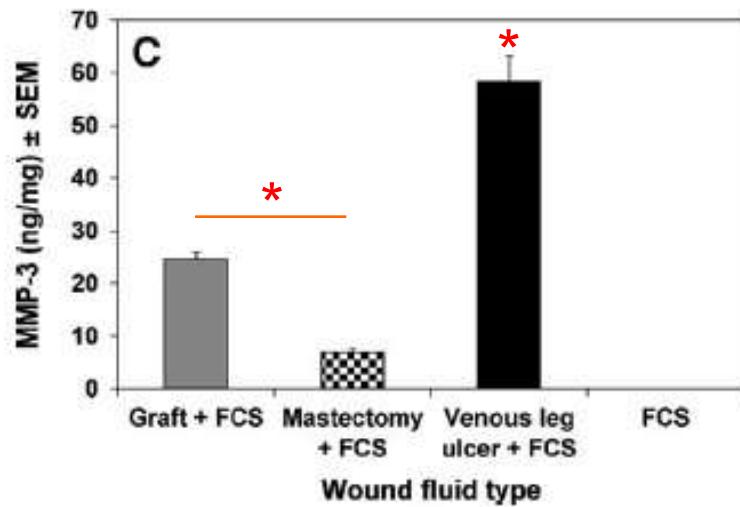 C
MMP-3 (ng/mg) ± SEM
70
60
50
40
30
20
10
0
*
*
Graft + FCS
Mastectomy
+ FCS
Venous leg
ulcer + FCS
FCS
Wound fluid type